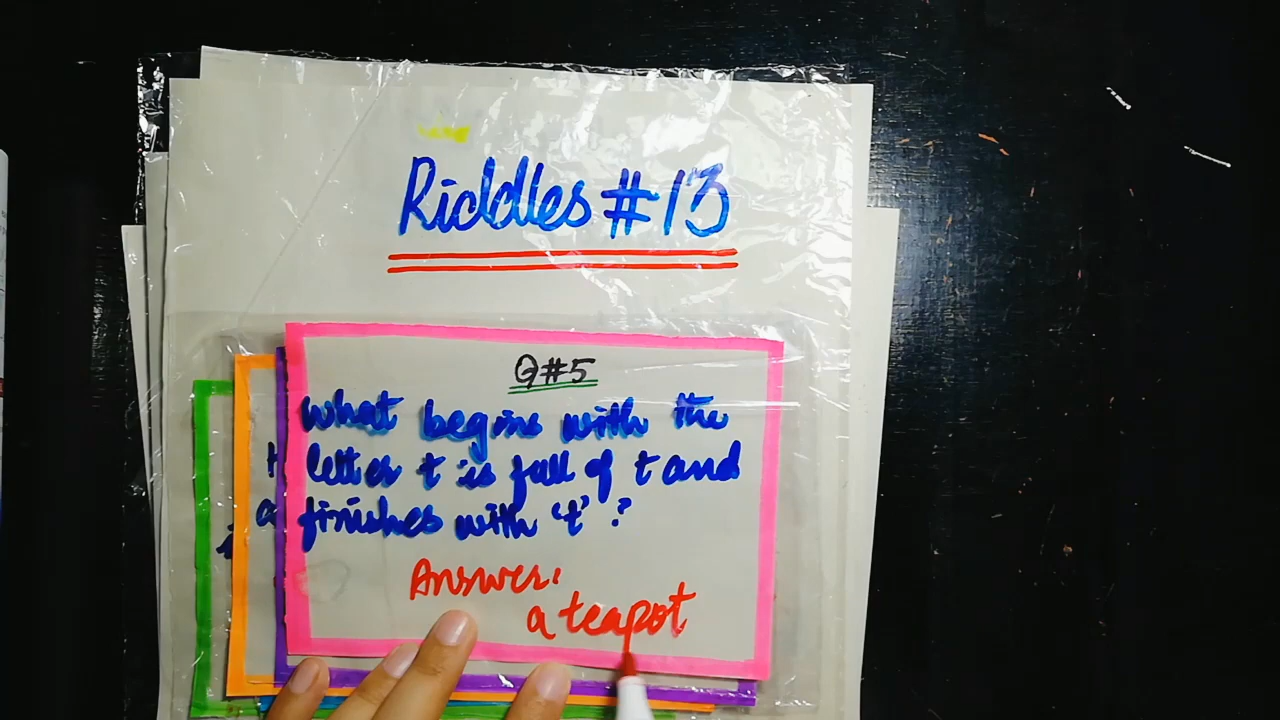 Riddles #13
Q#5
What begins with the
letter t is full of t and
finishes with 't' ?
Answer:
a teapot